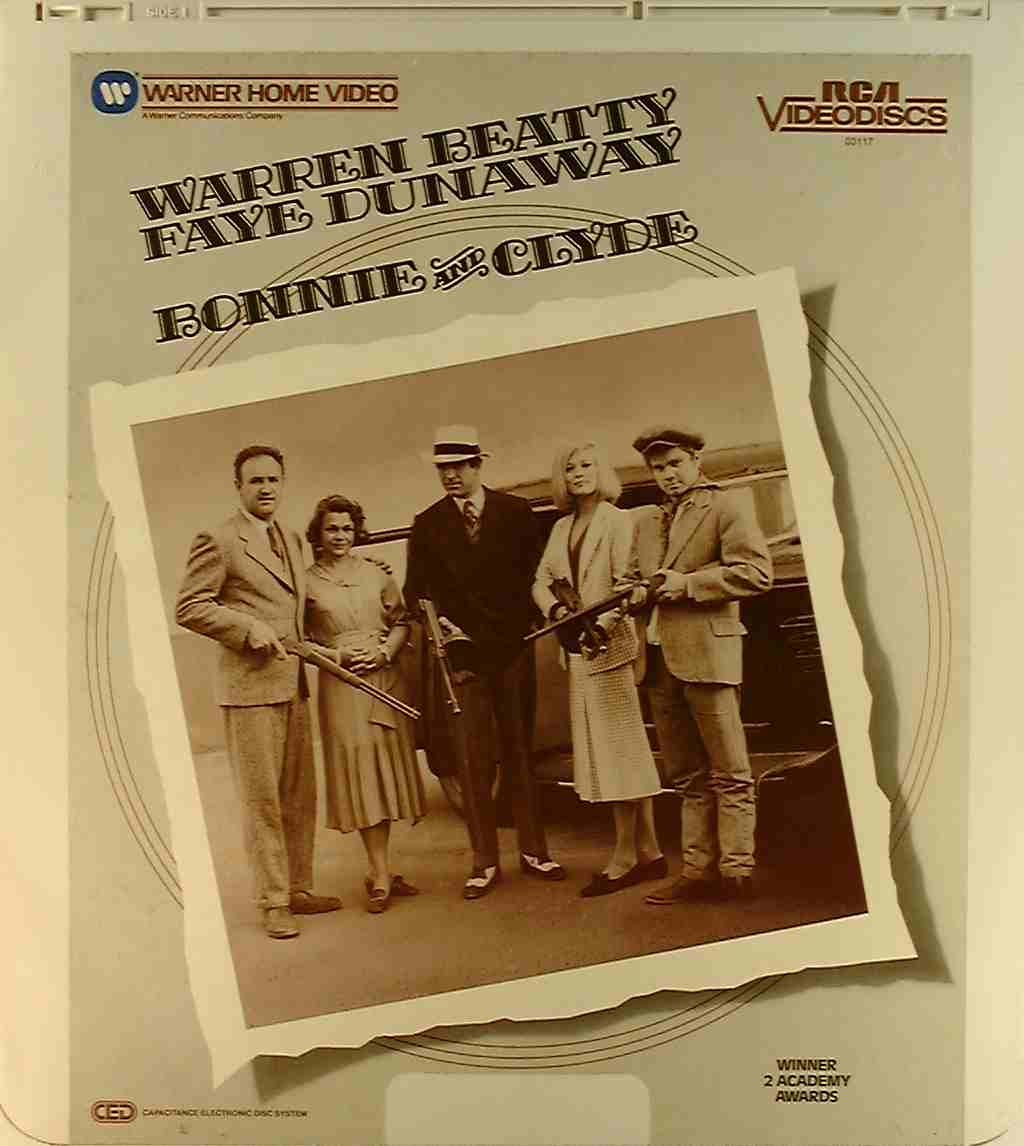 SIDE 1
WARNER HOME VIDEO
A Warner Communications Company
RCA
VIDEODISCS
03117
WARREN BEATTY
FAYE DUNAWAY
BONNIE AND CLYDE
WINNER
2 ACADEMY
AWARDS
CED CAPACITANCE ELECTRONIC DISC SYSTEM